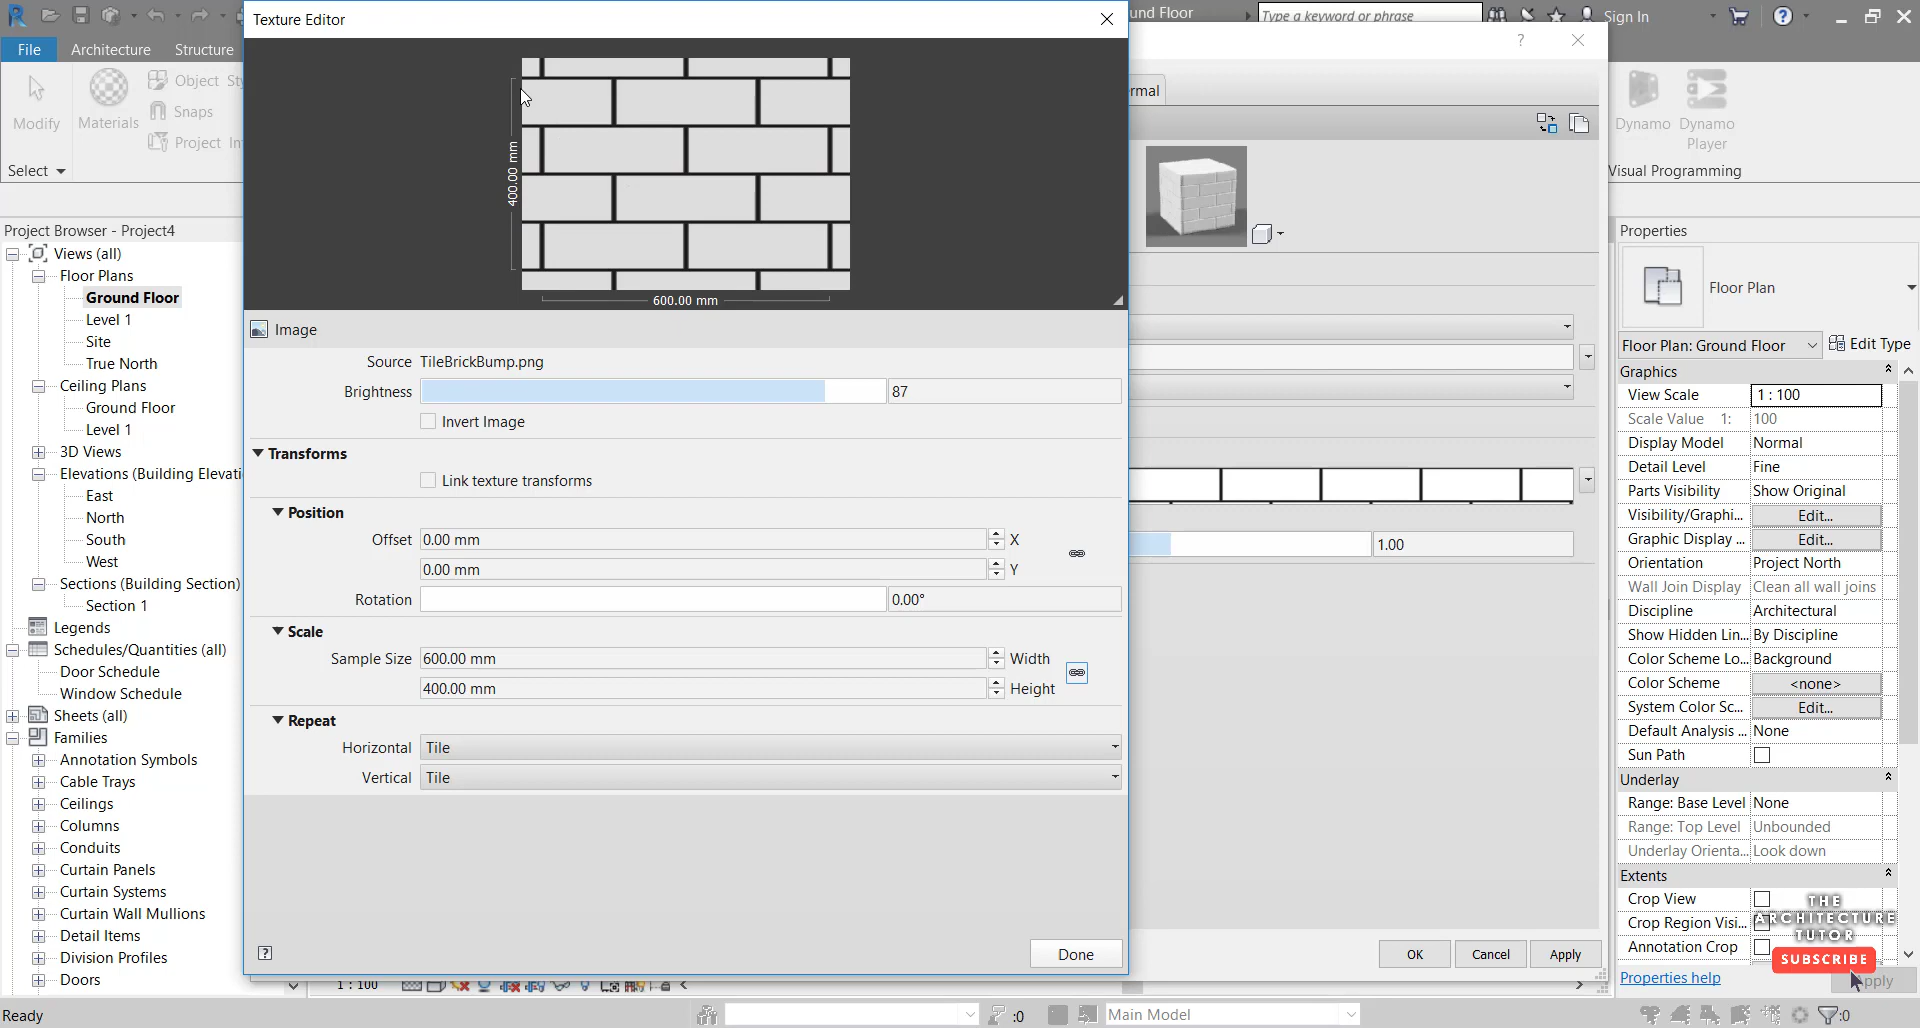 Texture Editor
und Floor
Type a keyword or phrase
Sign In
File
Architecture
Structure
Modify
Materials
Object Sty
Snaps
Project In
Select
rmal
Dynamo
Dynamo Player
Visual Programming
400.00 mm
600.00 mm
Project Browser - Project4
Views (all)
Floor Plans
Ground Floor
Level 1
Site
True North
Ceiling Plans
Ground Floor
Level 1
3D Views
Elevations (Building Elevati
East
North
South
West
Sections (Building Section)
Section 1
Legends
Schedules/Quantities (all)
Door Schedule
Window Schedule
Sheets (all)
Families
Annotation Symbols
Cable Trays
Ceilings
Columns
Conduits
Curtain Panels
Curtain Systems
Curtain Wall Mullions
Detail Items
Division Profiles
Doors
Image
Source TileBrickBump.png
Brightness 87
Invert Image
Transforms
Link texture transforms
Position
Offset 0.00 mm X
0.00 mm Y
Rotation 0.00°
Scale
Sample Size 600.00 mm Width
400.00 mm Height
Repeat
Horizontal Tile
Vertical Tile
? Done
1.00
OK Cancel Apply
Properties
Floor Plan
Floor Plan: Ground Floor Edit Type
Graphics
View Scale 1 : 100
Scale Value 1: 100
Display Model Normal
Detail Level Fine
Parts Visibility Show Original
Visibility/Graphi... Edit...
Graphic Display ... Edit...
Orientation Project North
Wall Join Display Clean all wall joins
Discipline Architectural
Show Hidden Lin... By Discipline
Color Scheme Lo... Background
Color Scheme <none>
System Color Sc... Edit...
Default Analysis ... None
Sun Path
Underlay
Range: Base Level None
Range: Top Level Unbounded
Underlay Orienta... Look down
Extents
Crop View
Crop Region Visi...
Annotation Crop
THE
ARCHITECTURE
TUTOR
SUBSCRIBE
Properties help
pply
1 : 100
Ready
:0
Main Model
:0